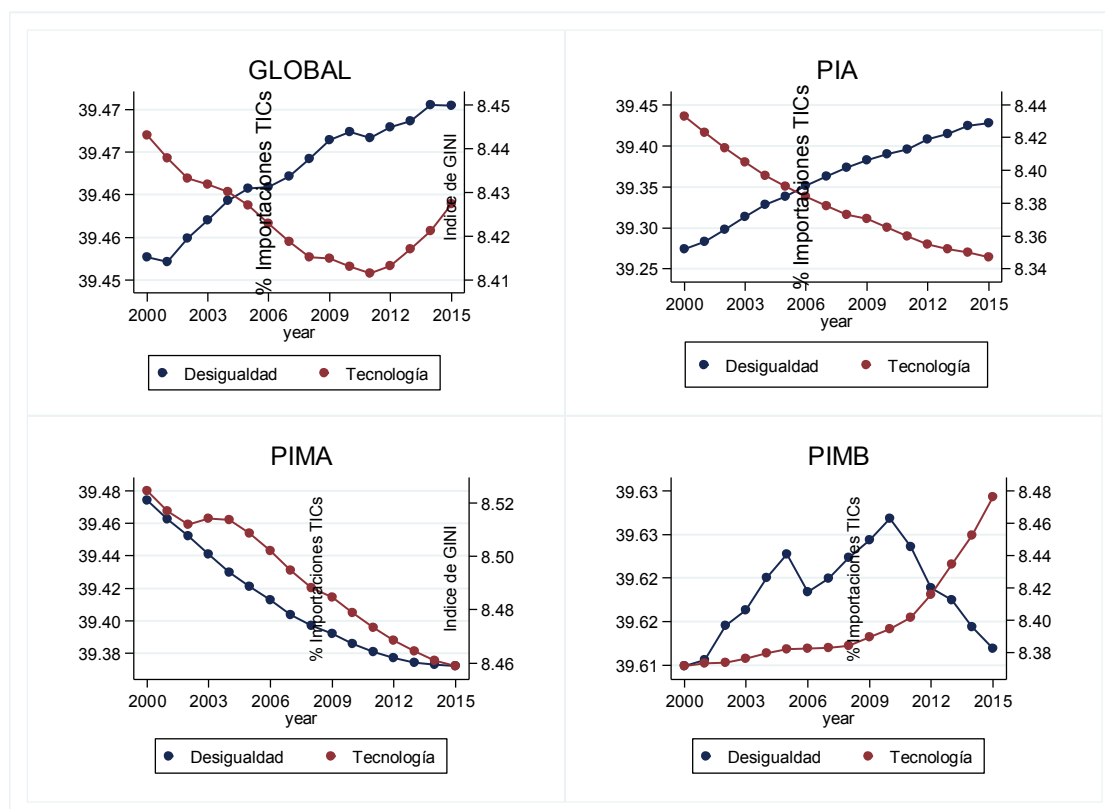 GLOBAL
39.47
39.47
39.46
39.46
39.45
% Importaciones TICs
8.45
8.44
8.43
8.42
8.41
Indice de GINI
2000 2003 2006 2009 2012 2015
year
Desigualdad Tecnología
PIA
39.45
39.40
39.35
39.30
39.25
% Importaciones TICs
8.44
8.42
8.40
8.38
8.36
8.34
2000 2003 2006 2009 2012 2015
year
Desigualdad Tecnología
PIMA
39.48
39.46
39.44
39.42
39.40
39.38
% Importaciones TICs
8.52
8.50
8.48
8.46
Indice de GINI
2000 2003 2006 2009 2012 2015
year
Desigualdad Tecnología
PIMB
39.63
39.63
39.62
39.62
39.61
% Importaciones TICs
8.48
8.46
8.44
8.42
8.40
8.38
2000 2003 2006 2009 2012 2015
year
Desigualdad Tecnología